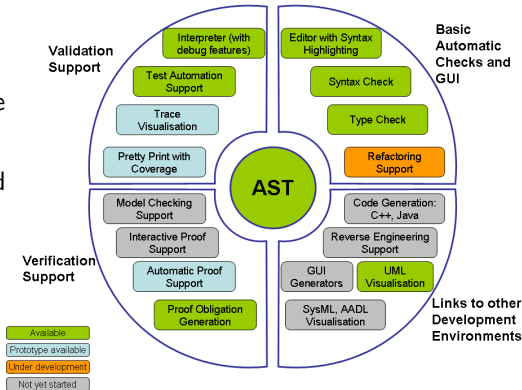 Validation
Support
Interpreter (with
debug features)
Test Automation
Support
Trace
Visualisation
Pretty Print with
Coverage
Basic
Automatic
Checks and
GUI
Editor with Syntax
Highlighting
Syntax Check
Type Check
Refactoring
Support
AST
Verification
Support
Model Checking
Support
Interactive Proof
Support
Automatic Proof
Support
Proof Obligation
Generation
Code Generation:
C++, Java
Reverse Engineering
Support
GUI
Generators
UML
Visualisation
SysML, AADL
Visualisation
Links to other
Development
Environments
Available
Prototype available
Under development
Not yet started
e
d